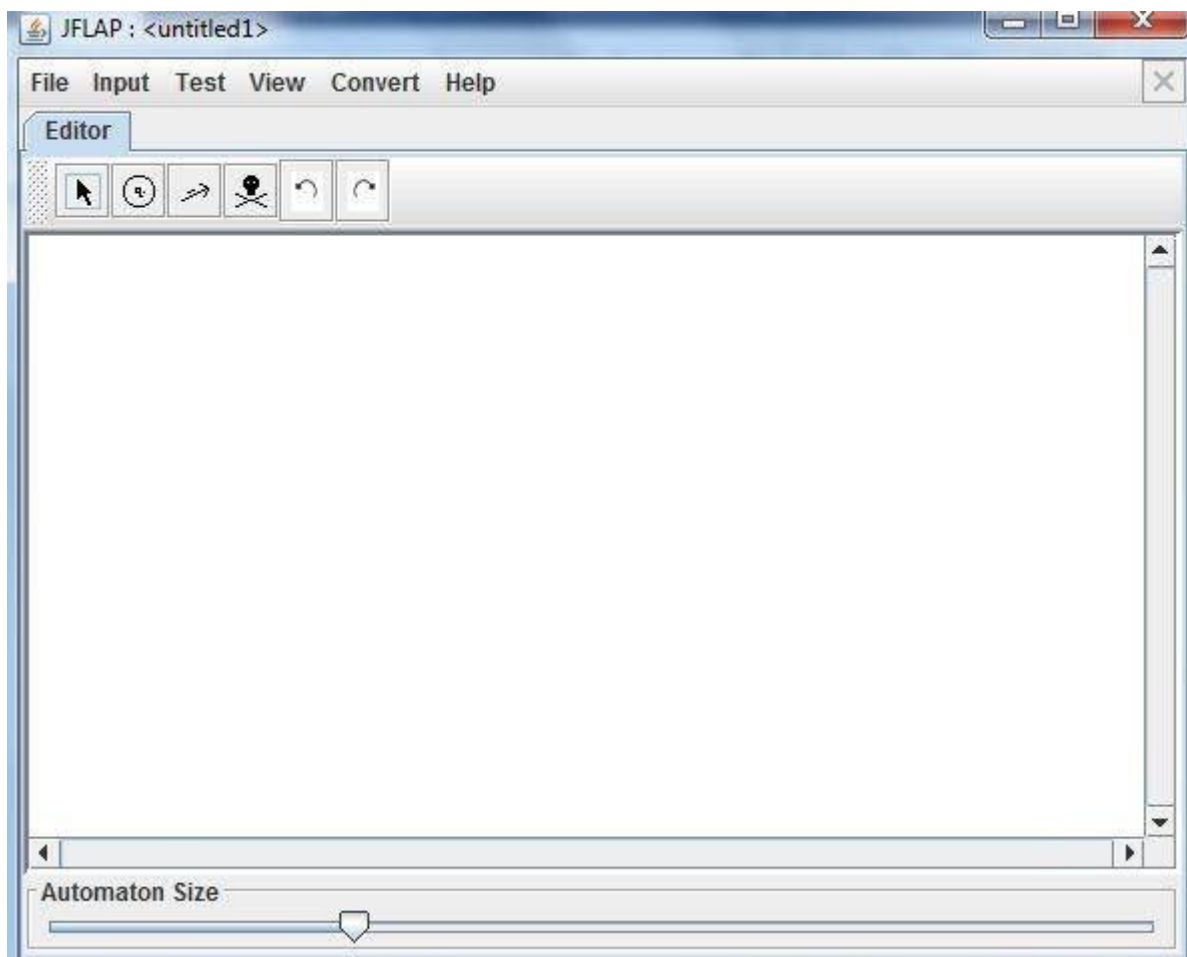 JFLAP : <untitled1>
File Input Test View Convert Help
Editor
q
Automaton Size